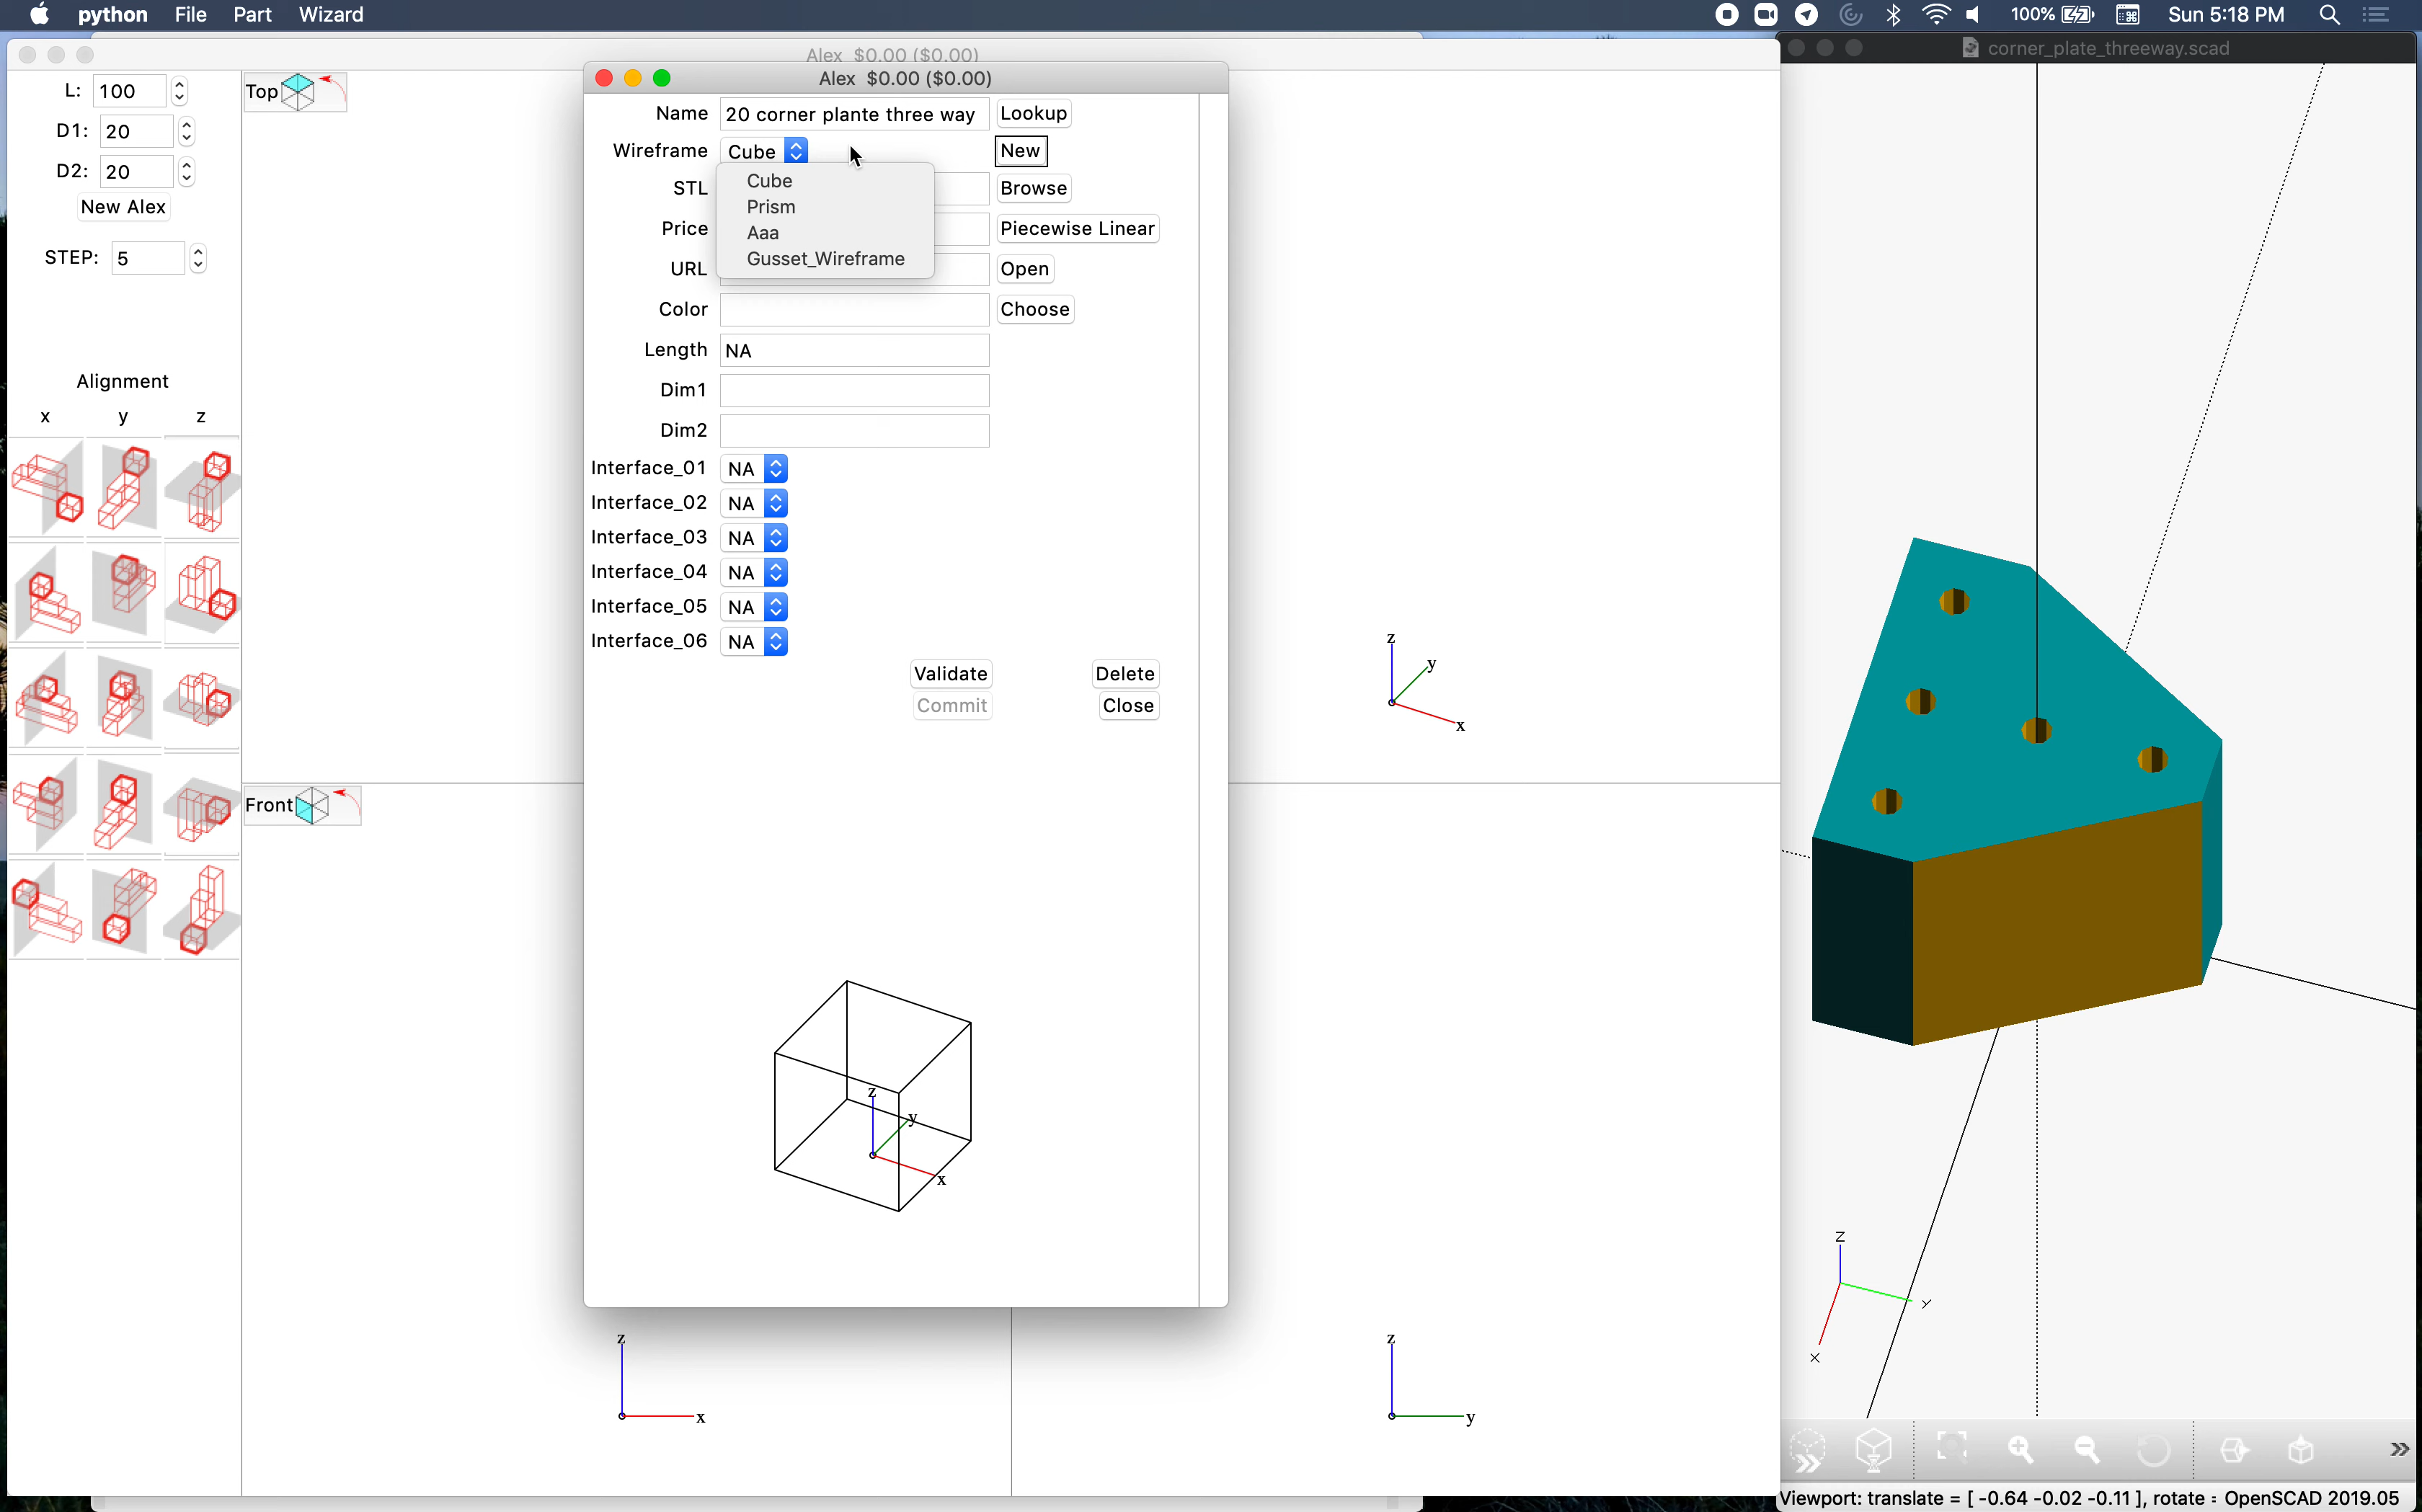 python File Part Wizard
100% Sun 5:18 PM
Alex $0.00 ($0.00)
corner_plate_threeway.scad
Alex $0.00 ($0.00)
L: 100
D1: 20
D2: 20
New Alex
STEP: 5
Alignment
x y z
Top
Front
Name 20 corner plante three way Lookup
Wireframe Cube New
Cube
Prism
Aaa
Gusset_Wireframe
STL Browse
Price Piecewise Linear
URL Open
Color Choose
Length NA
Dim1
Dim2
Interface_01 NA
Interface_02 NA
Interface_03 NA
Interface_04 NA
Interface_05 NA
Interface_06 NA
Validate Delete
Commit Close
z
y
x
z
y
x
z
x
z
y
Z
Y
X
Viewport: translate = [ -0.64 -0.02 -0.11 ], rotate = OpenSCAD 2019.05